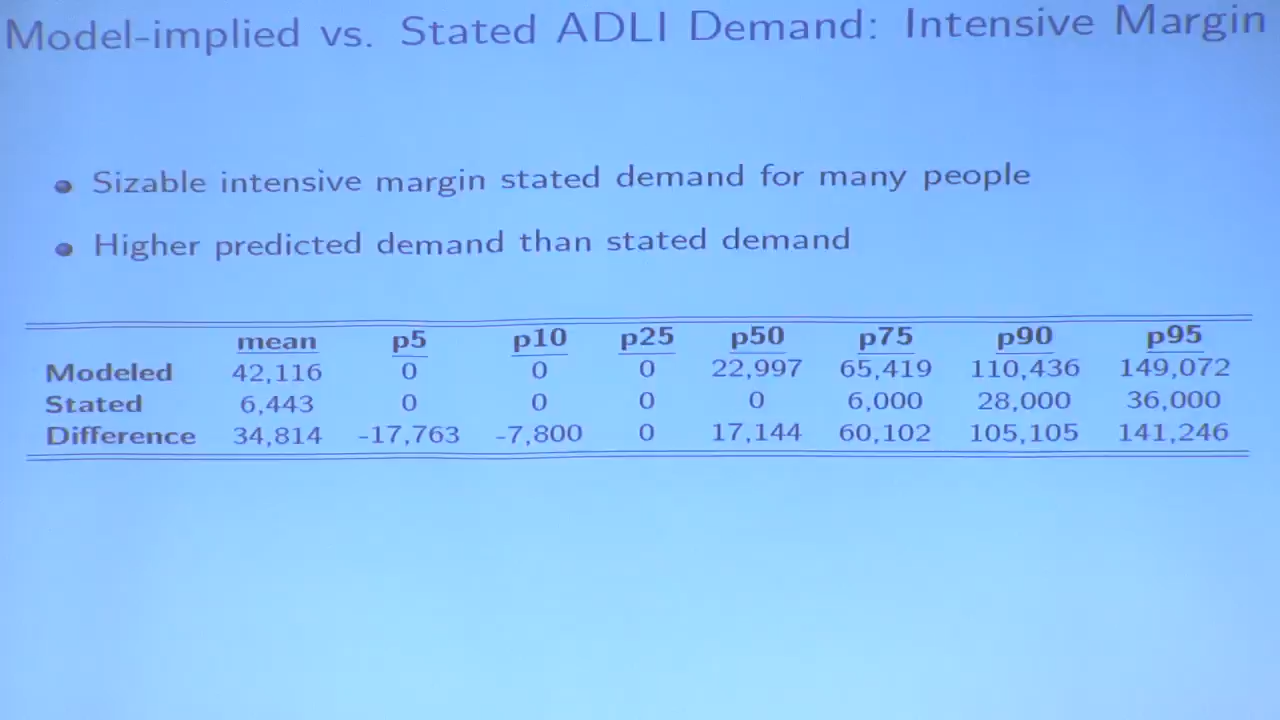 Model-implied vs. Stated ADLI Demand: Intensive Margin
Sizable intensive margin stated demand for many people
Higher predicted demand than stated demand
mean p5 p10 p25 p50 p75 p90 p95
Modeled 42,116 0 0 0 22,997 65,419 110,436 149,072
Stated 6,443 0 0 0 0 6,000 28,000 36,000
Difference 34,814 -17,763 -7,800 0 17,144 60,102 105,105 141,246